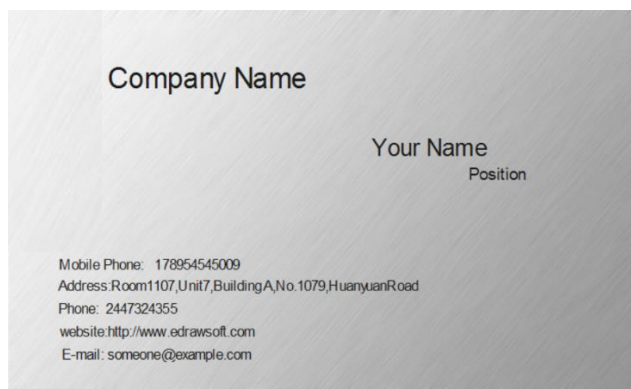 Company Name
Your Name
Position
Mobile Phone: 178954545009
Address:Room1107,Unit7,BuildingA,No.1079,HuanyuanRoad
Phone: 2447324355
website:http://www.edrawsoft.com
E-mail: someone@example.com